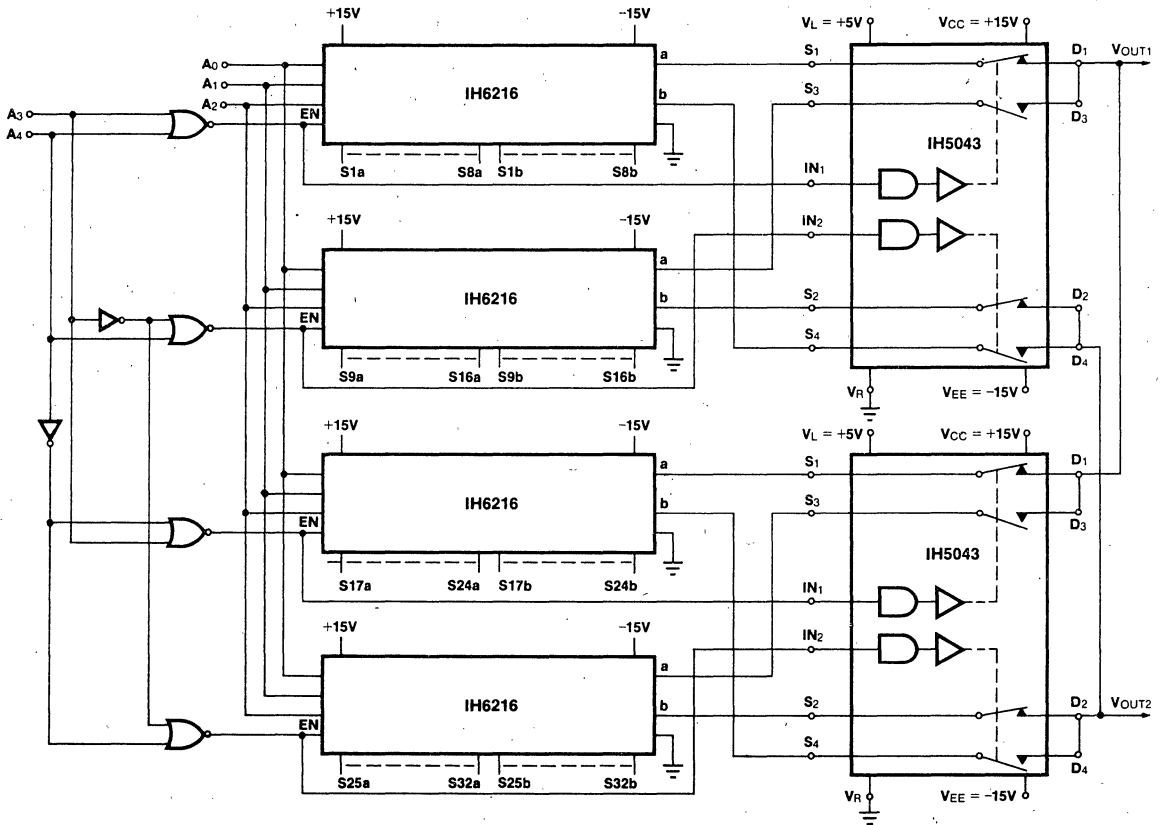 +15V
−15V
VL = +5V
VCC = +15V
A0
A1
A2
A3
A4
EN
IH6216
a
b
S1a
S8a
S1b
S8b
S1
S3
D1
D3
VOUT1
IH5043
IN1
IN2
+15V
−15V
EN
IH6216
a
b
S9a
S16a
S9b
S16b
S2
S4
D2
D4
VR
VEE = −15V
+15V
−15V
VL = +5V
VCC = +15V
EN
IH6216
a
b
S17a
S24a
S17b
S24b
S1
S3
D1
D3
IH5043
IN1
IN2
+15V
−15V
EN
IH6216
a
b
S25a
S32a
S25b
S32b
S2
S4
D2
D4
VOUT2
VR
VEE = −15V